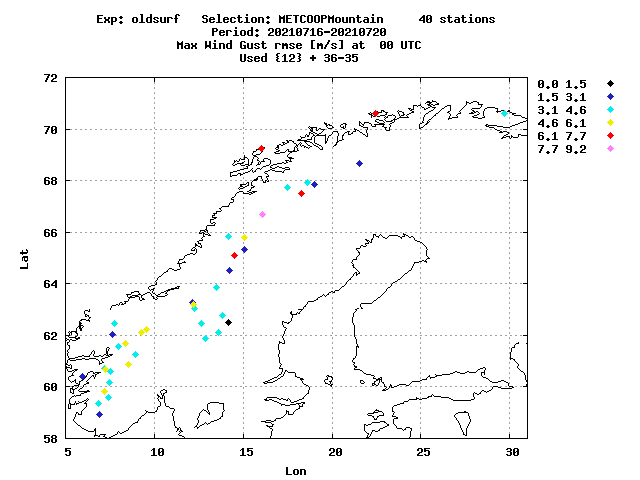 Exp: oldsurf Selection: METCOOPMountain 40 stations
Period: 20210716-20210720
Max Wind Gust rmse [m/s] at 00 UTC
Used {12} + 36-35
0.0 1.5
1.5 3.1
3.1 4.6
4.6 6.1
6.1 7.7
7.7 9.2
72
70
68
66
64
62
60
58
Lat
5 10 15 20 25 30
Lon